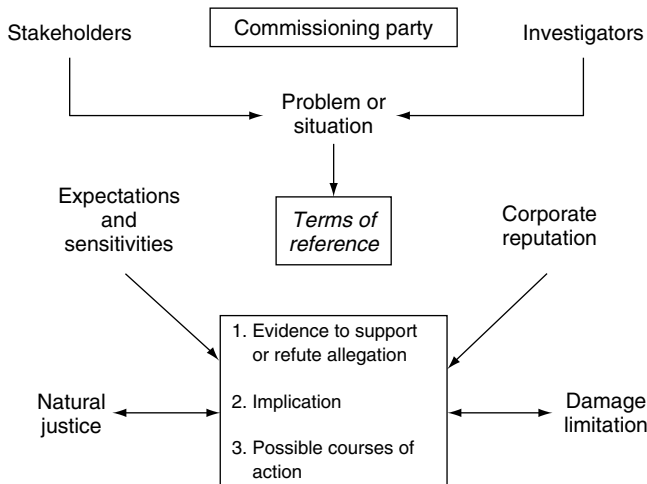 Stakeholders
Commissioning party
Investigators
Problem or
situation
Expectations
and
sensitivities
Terms of
reference
Corporate
reputation
1. Evidence to support
or refute allegation
2. Implication
3. Possible courses of
action
Natural
justice
Damage
limitation